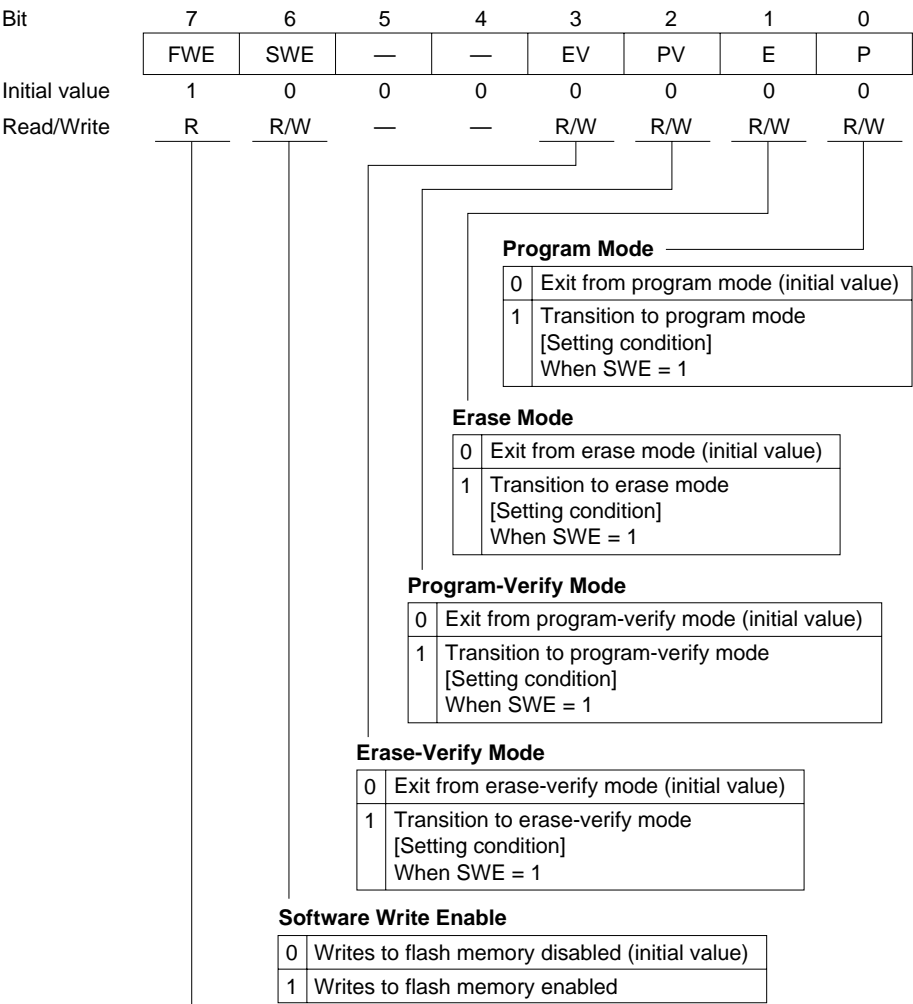 Bit 7 6 5 4 3 2 1 0
FWE SWE — — EV PV E P
Initial value 1 0 0 0 0 0 0 0
Read/Write R R/W — — R/W R/W R/W R/W
Program Mode
0 Exit from program mode (initial value)
1 Transition to program mode
[Setting condition]
When SWE = 1
Erase Mode
0 Exit from erase mode (initial value)
1 Transition to erase mode
[Setting condition]
When SWE = 1
Program-Verify Mode
0 Exit from program-verify mode (initial value)
1 Transition to program-verify mode
[Setting condition]
When SWE = 1
Erase-Verify Mode
0 Exit from erase-verify mode (initial value)
1 Transition to erase-verify mode
[Setting condition]
When SWE = 1
Software Write Enable
0 Writes to flash memory disabled (initial value)
1 Writes to flash memory enabled